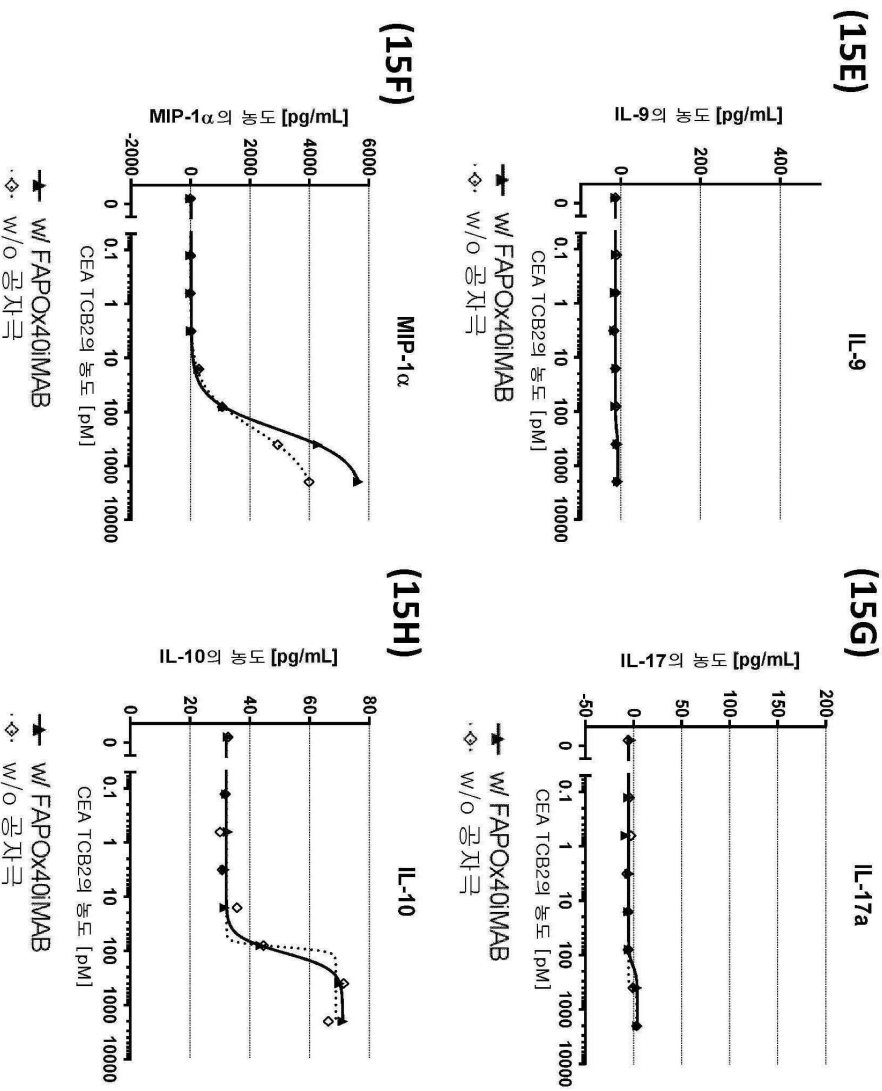 (15E)
IL-9
IL-9의 농도 [pg/mL]
400
200
0
0 0.1 1 10 100 1000 10000
CEA TCB2의 농도 [pM]
w/ FAPOx40iMAB
w/o 공자극
(15G)
IL-17a
IL-17의 농도 [pg/mL]
200
150
100
50
0
-50
0 0.1 1 10 100 1000 10000
CEA TCB2의 농도 [pM]
w/ FAPOx40iMAB
w/o 공자극
(15F)
MIP-1α
MIP-1α의 농도 [pg/mL]
6000
4000
2000
0
-2000
0 0.1 1 10 100 1000 10000
CEA TCB2의 농도 [pM]
w/ FAPOx40iMAB
w/o 공자극
(15H)
IL-10
IL-10의 농도 [pg/mL]
80
60
40
20
0
0 0.1 1 10 100 1000 10000
CEA TCB2의 농도 [pM]
w/ FAPOx40iMAB
w/o 공자극